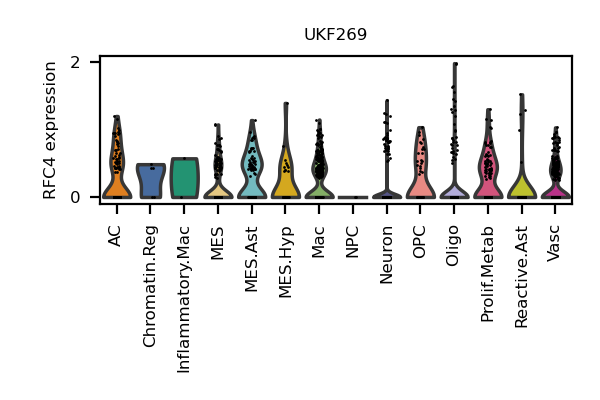 UKF269
RFC4 expression
2
0
AC
Chromatin.Reg
Inflammatory.Mac
MES
MES.Ast
MES.Hyp
Mac
NPC
Neuron
OPC
Oligo
Prolif.Metab
Reactive.Ast
Vasc